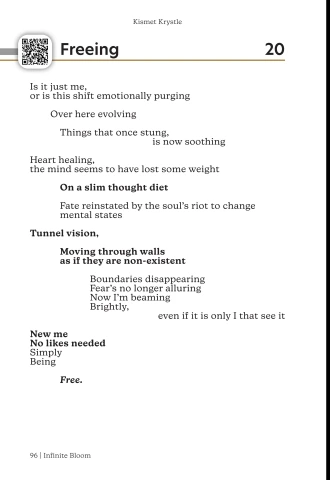 Kismet Krystle
Freeing 20
Is it just me,
or is this shift emotionally purging
Over here evolving
Things that once stung,
is now soothing
Heart healing,
the mind seems to have lost some weight
On a slim thought diet
Fate reinstated by the soul's riot to change
mental states
Tunnel vision,
Moving through walls
as if they are non-existent
Boundaries disappearing
Fear's no longer alluring
Now I'm beaming
Brightly,
even if it is only I that see it
New me
No likes needed
Simply
Being
Free.
96 | Infinite Bloom